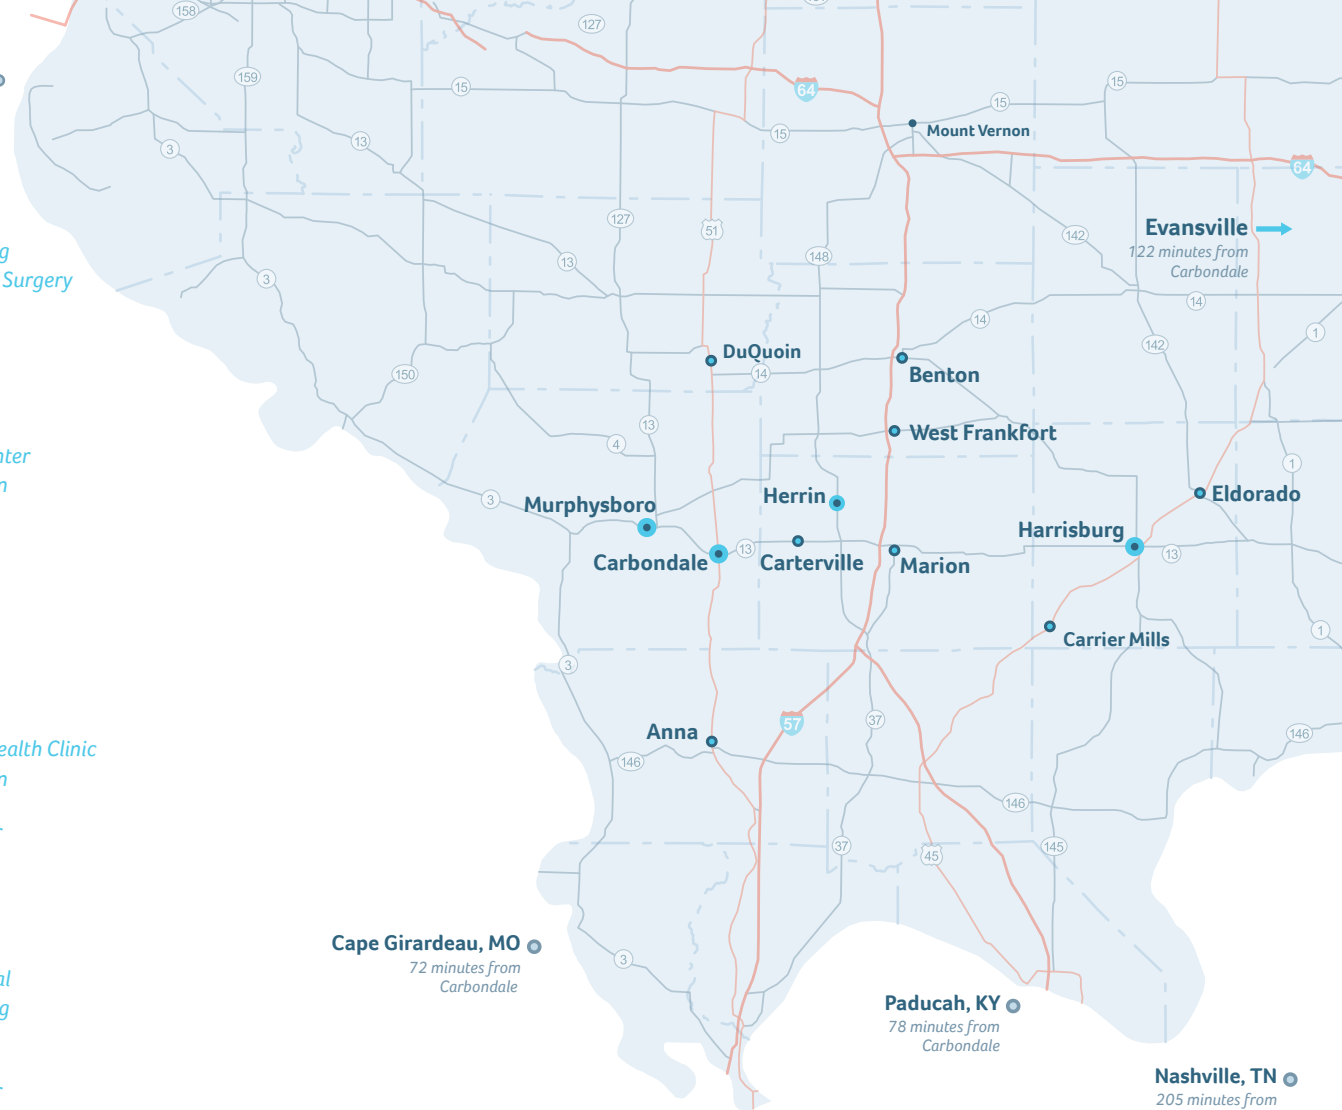 158
127
159
15
64
15
15
15
Mount Vernon
3
13
64
127
51
142
Evansville
122 minutes from
Carbondale
148
13
Surgery
3
14
14
1
142
DuQuoin
14
150
Benton
13
4
West Frankfort
1
3
Murphysboro
Herrin
Eldorado
Harrisburg
13
Carbondale
Carterville
Marion
13
Carrier Mills
1
3
37
57
Anna
146
146
ealth Clinic
146
37
45
145
Cape Girardeau, MO
72 minutes from
Carbondale
3
Paducah, KY
78 minutes from
Carbondale
Nashville, TN
205 minutes from